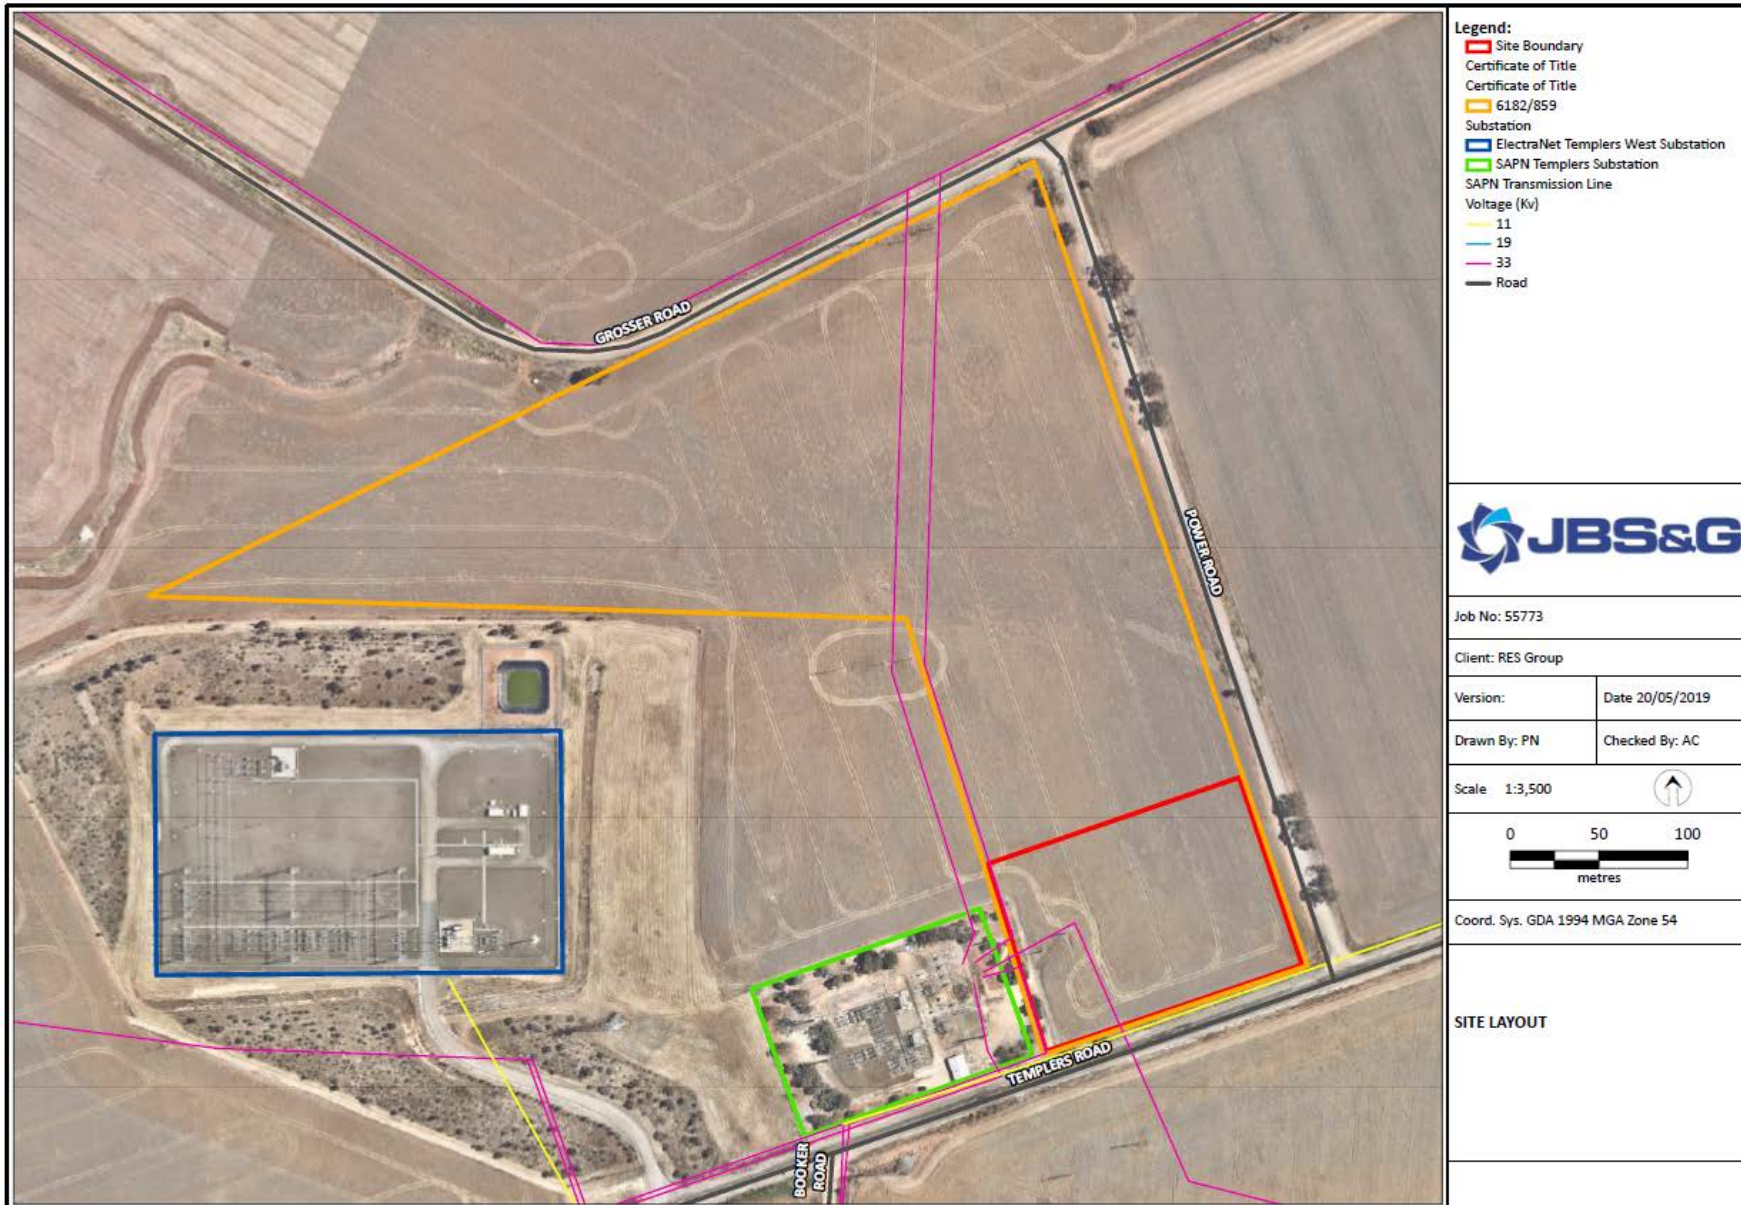 GROSSER ROAD
POWER ROAD
TEMPLERS ROAD
BOOKER
ROAD
Legend:
Site Boundary
Certificate of Title
Certificate of Title
6182/859
Substation
ElectraNet Templers West Substation
SAPN Templers Substation
SAPN Transmission Line
Voltage (Kv)
11
19
33
Road
JBS&G
Job No: 55773
Client: RES Group
Version: Date 20/05/2019
Drawn By: PN Checked By: AC
Scale 1:3,500
0 50 100
metres
Coord. Sys. GDA 1994 MGA Zone 54
SITE LAYOUT